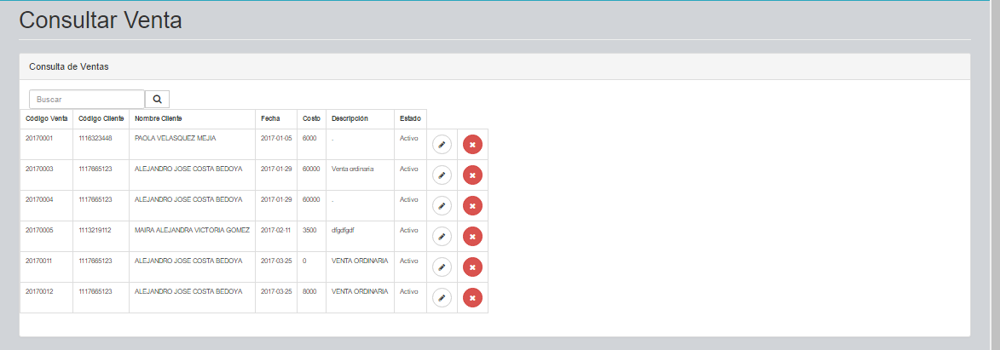 Consultar Venta
Consulta de Ventas
Buscar
Código Venta Código Cliente Nombre Cliente Fecha Costo Descripción Estado
20170001 1116323448 PAOLA VELASQUEZ MEJIA 2017-01-05 6000 . Activo
20170003 1117665123 ALEJANDRO JOSE COSTA BEDOYA 2017-01-29 60000 Venta ordinaria Activo
20170004 1117665123 ALEJANDRO JOSE COSTA BEDOYA 2017-01-29 60000 . Activo
20170005 1113219112 MAIRA ALEJANDRA VICTORIA GOMEZ 2017-02-11 3500 dfgdfgdf Activo
20170011 1117665123 ALEJANDRO JOSE COSTA BEDOYA 2017-03-25 0 VENTA ORDINARIA Activo
20170012 1117665123 ALEJANDRO JOSE COSTA BEDOYA 2017-03-25 8000 VENTA ORDINARIA Activo